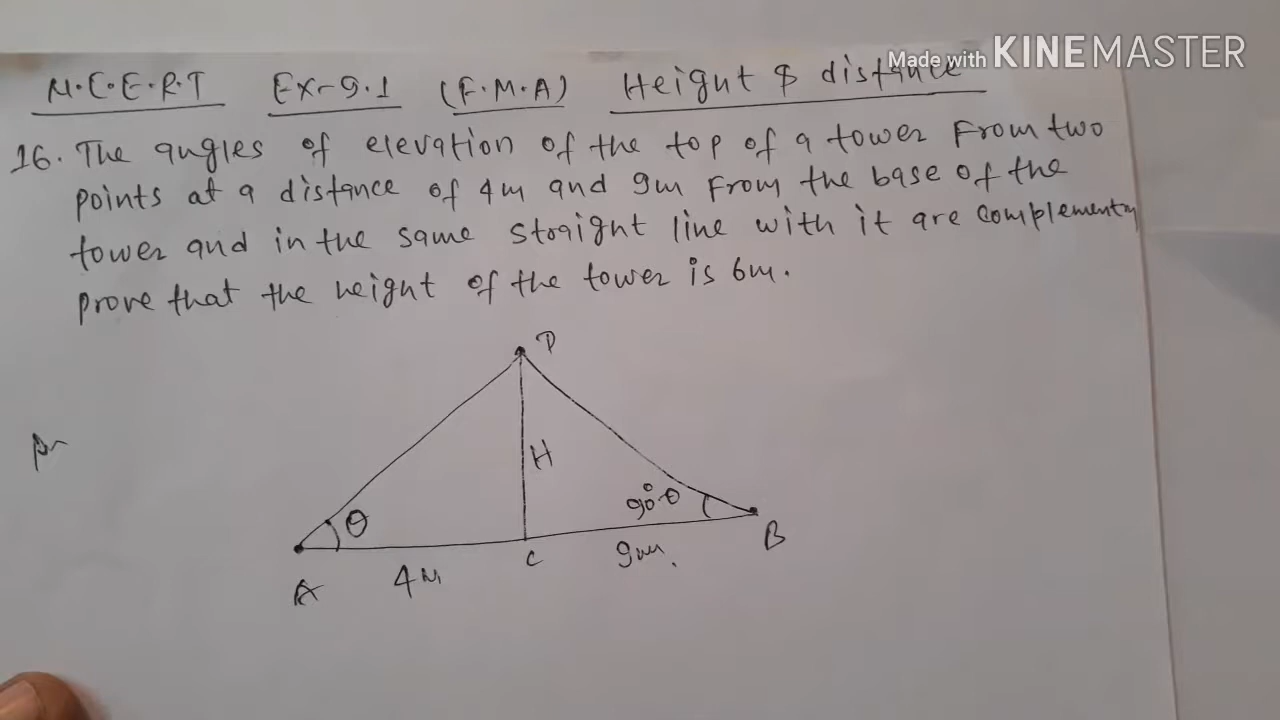 Made with KINEMASTER
N.C.E.R.T Ex-9.1 (F.M.A) Height & distance
16. The angles of elevation of the top of a tower From two
points at a distance of 4m and 9m From the base of the
tower and in the same straight line with it are complementry
prove that the height of the tower is 6m.
D
H
θ 90°-θ
A 4m C 9m. B